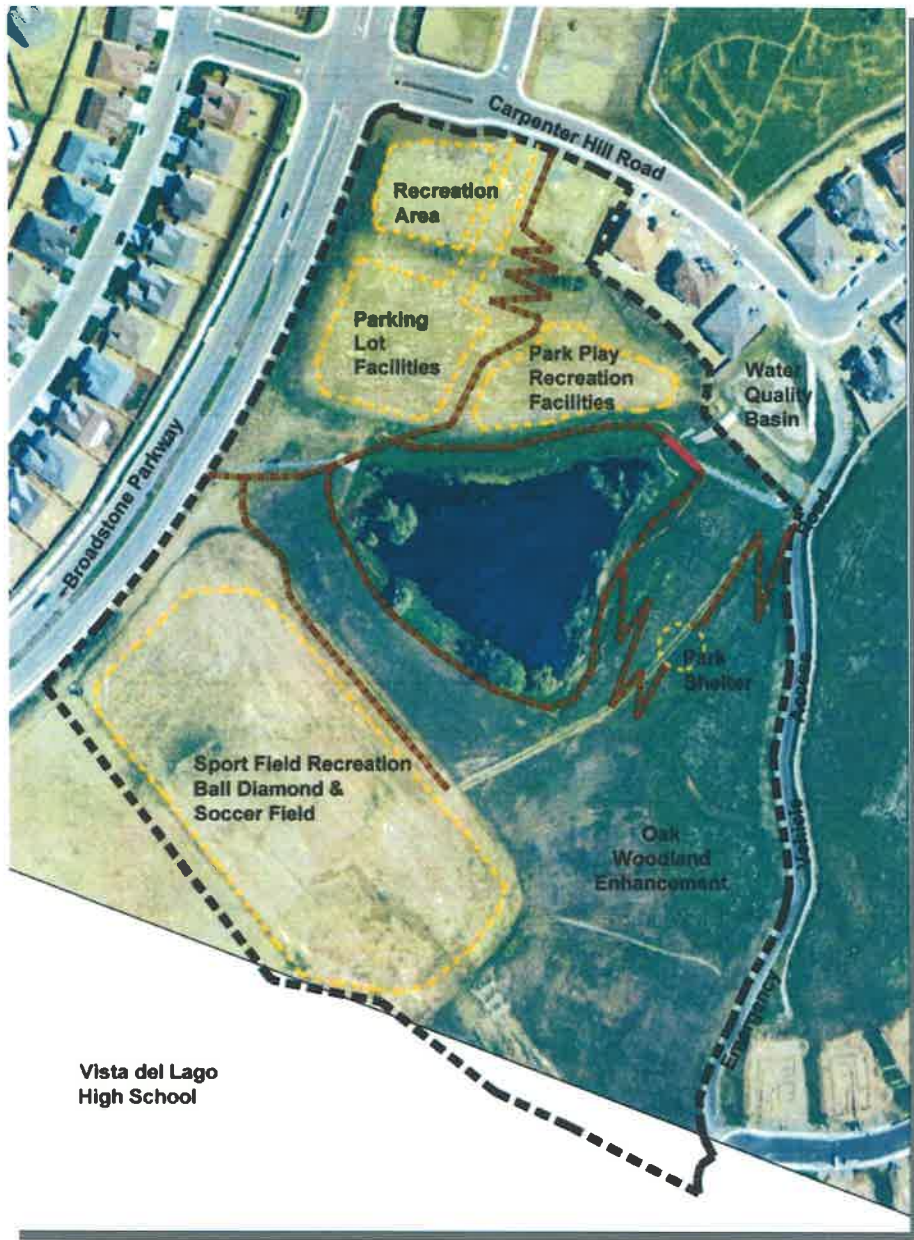 Carpenter Hill Road
Recreation
Area
Parking
Lot
Facilities
Park Play
Recreation
Facilities
Water
Quality
Basin
Broadstone Parkway
Park
Shelter
Sport Field Recreation
Ball Diamond &
Soccer Field
Oak
Woodland
Enhancement
Emergency Vehicle Access Road
Vista del Lago
High School